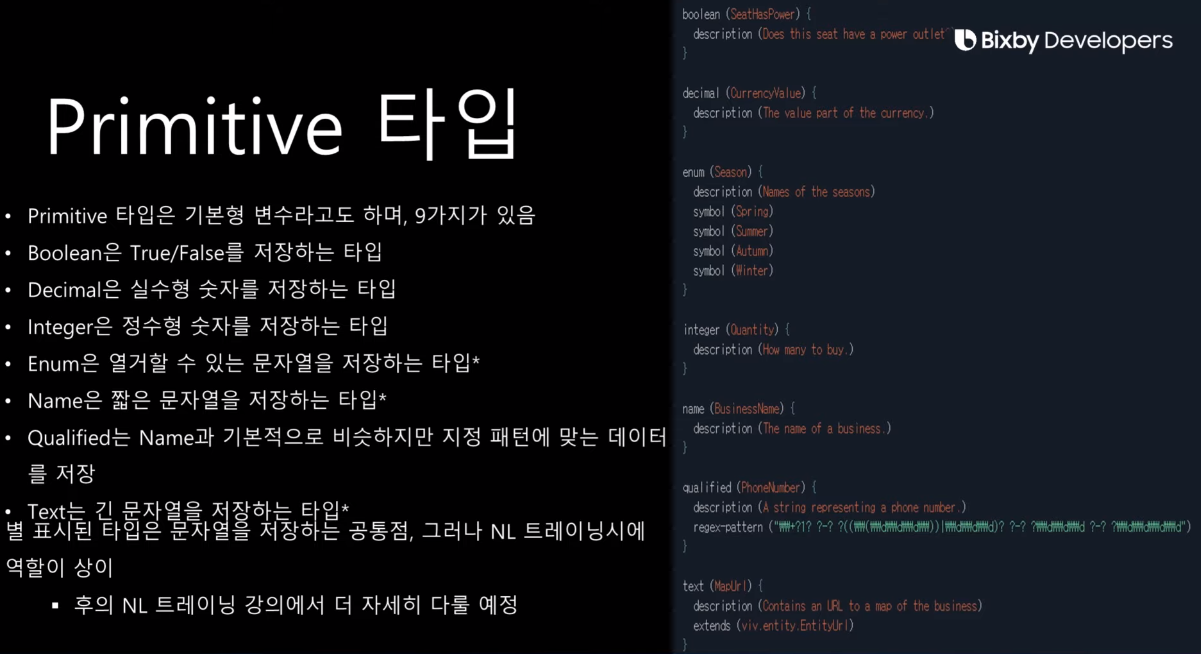 Primitive 타입
• Primitive 타입은 기본형 변수라고도 하며, 9가지가 있음
• Boolean은 True/False를 저장하는 타입
• Decimal은 실수형 숫자를 저장하는 타입
• Integer은 정수형 숫자를 저장하는 타입
• Enum은 열거할 수 있는 문자열을 저장하는 타입*
• Name은 짧은 문자열을 저장하는 타입*
• Qualified는 Name과 기본적으로 비슷하지만 지정 패턴에 맞는 데이터
를 저장
• Text는 긴 문자열을 저장하는 타입*
별 표시된 타입은 문자열을 저장하는 공통점, 그러나 NL 트레이닝시에
역할이 상이
▪ 후의 NL 트레이닝 강의에서 더 자세히 다룰 예정
Bixby Developers
boolean (SeatHasPower) {
description (Does this seat have a power outlet
}
decimal (CurrencyValue) {
description (The value part of the currency.)
}
enum (Season) {
description (Names of the seasons)
symbol (Spring)
symbol (Summer)
symbol (Autumn)
symbol (Winter)
}
integer (Quantity) {
description (How many to buy.)
}
name (BusinessName) {
description (The name of a business.)
}
qualified (PhoneNumber) {
description (A string representing a phone number.)
regex-pattern ("₩₩+?1? ?-? ?((₩₩(₩₩d₩₩d₩₩d₩₩))|₩₩d₩₩d₩₩d)? ?-? ?₩₩d₩₩d₩₩d ?-? ?₩₩d₩₩d₩₩d₩₩d")
}
text (MapUrl) {
description (Contains an URL to a map of the business)
extends (viv.entity.EntityUrl)
}